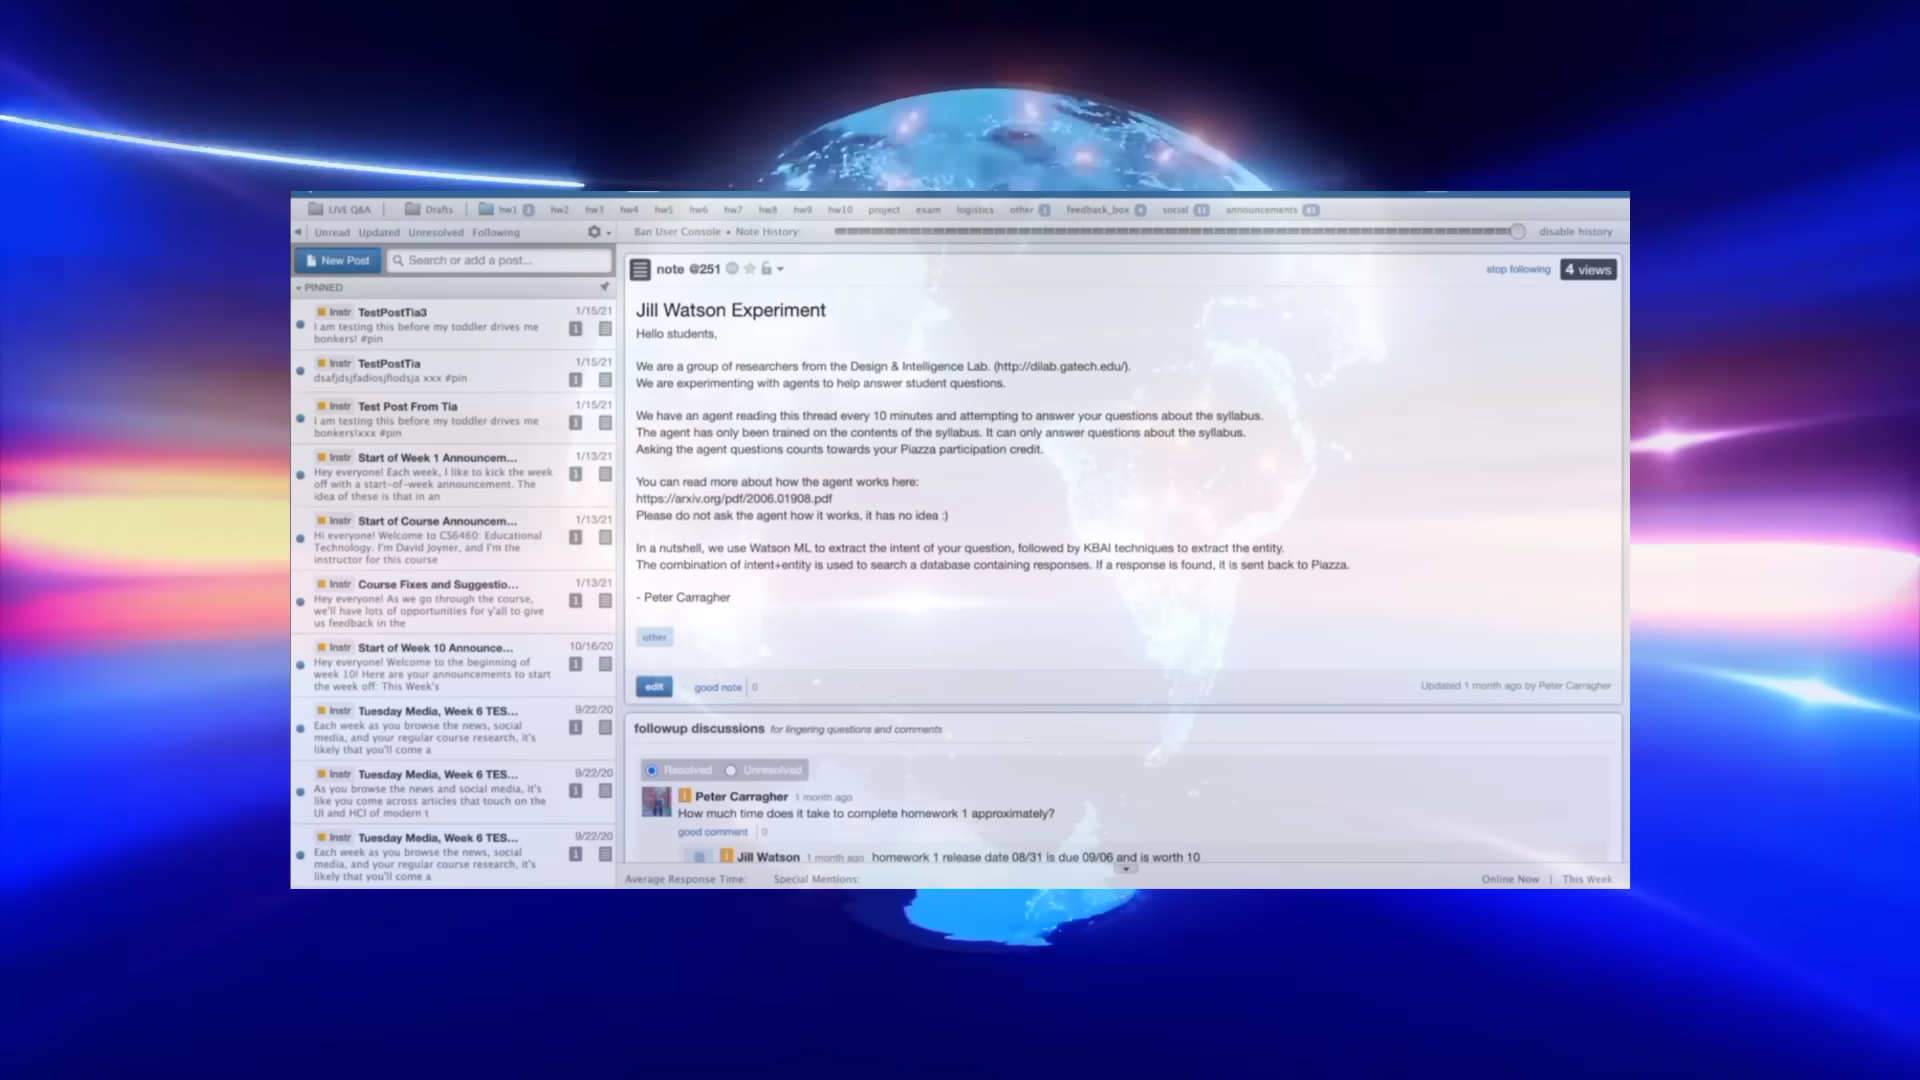 LIVE Q&A | Drafts | hw1 2 hw2 hw3 hw4 hw5 hw6 hw7 hw8 hw9 hw10 project exam logistics other 1 feedback_box 4 social 11 announcements 81
Unread Updated Unresolved Following
Ban User Console • Note History: disable history
New Post Search or add a post...
PINNED
Instr TestPostTia3 1/15/21
I am testing this before my toddler drives me
bonkers! #pin
1
Instr TestPostTia 1/15/21
dsafjdsjfadiosjflodsja xxx #pin
1
Instr Test Post From Tia 1/15/21
I am testing this before my toddler drives me
bonkers!xxx #pin
1
Instr Start of Week 1 Announcem... 1/13/21
Hey everyone! Each week, I like to kick the week
off with a start-of-week announcement. The
idea of these is that in an
1
Instr Start of Course Announcem... 1/13/21
Hi everyone! Welcome to CS6460: Educational
Technology. I'm David Joyner, and I'm the
instructor for this course
1
Instr Course Fixes and Suggestio... 1/13/21
Hey everyone! As we go through the course,
we'll have lots of opportunities for y'all to give
us feedback in the
1
Instr Start of Week 10 Announce... 10/16/20
Hey everyone! Welcome to the beginning of
week 10! Here are your announcements to start
the week off: This Week's
1
Instr Tuesday Media, Week 6 TES... 9/22/20
Each week as you browse the news, social
media, and your regular course research, it's
likely that you'll come a
1
Instr Tuesday Media, Week 6 TES... 9/22/20
As you browse the news and social media, it's
like you come across articles that touch on the
UI and HCI of modern t
1
Instr Tuesday Media, Week 6 TES... 9/22/20
Each week as you browse the news, social
media, and your regular course research, it's
likely that you'll come a
1
note @251 stop following 4 views
Jill Watson Experiment
Hello students,
We are a group of researchers from the Design & Intelligence Lab. (http://dilab.gatech.edu/).
We are experimenting with agents to help answer student questions.
We have an agent reading this thread every 10 minutes and attempting to answer your questions about the syllabus.
The agent has only been trained on the contents of the syllabus. It can only answer questions about the syllabus.
Asking the agent questions counts towards your Piazza participation credit.
You can read more about how the agent works here:
https://arxiv.org/pdf/2006.01908.pdf
Please do not ask the agent how it works, it has no idea :)
In a nutshell, we use Watson ML to extract the intent of your question, followed by KBAI techniques to extract the entity.
The combination of intent+entity is used to search a database containing responses. If a response is found, it is sent back to Piazza.
- Peter Carragher
other
edit good note | 0 Updated 1 month ago by Peter Carragher
followup discussions for lingering questions and comments
Resolved Unresolved
Peter Carragher 1 month ago
How much time does it take to complete homework 1 approximately?
good comment | 0
Jill Watson 1 month ago homework 1 release date 08/31 is due 09/06 and is worth 10
Average Response Time: Special Mentions: Online Now | This Week: